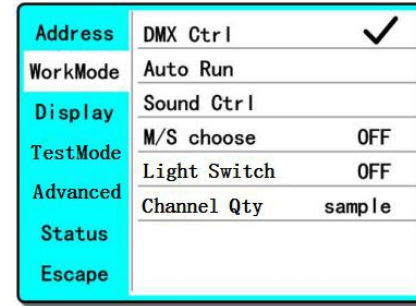 Address
WorkMode
Display
TestMode
Advanced
Status
Escape
DMX Ctrl
Auto Run
Sound Ctrl
M/S choose OFF
Light Switch OFF
Channel Qty sample